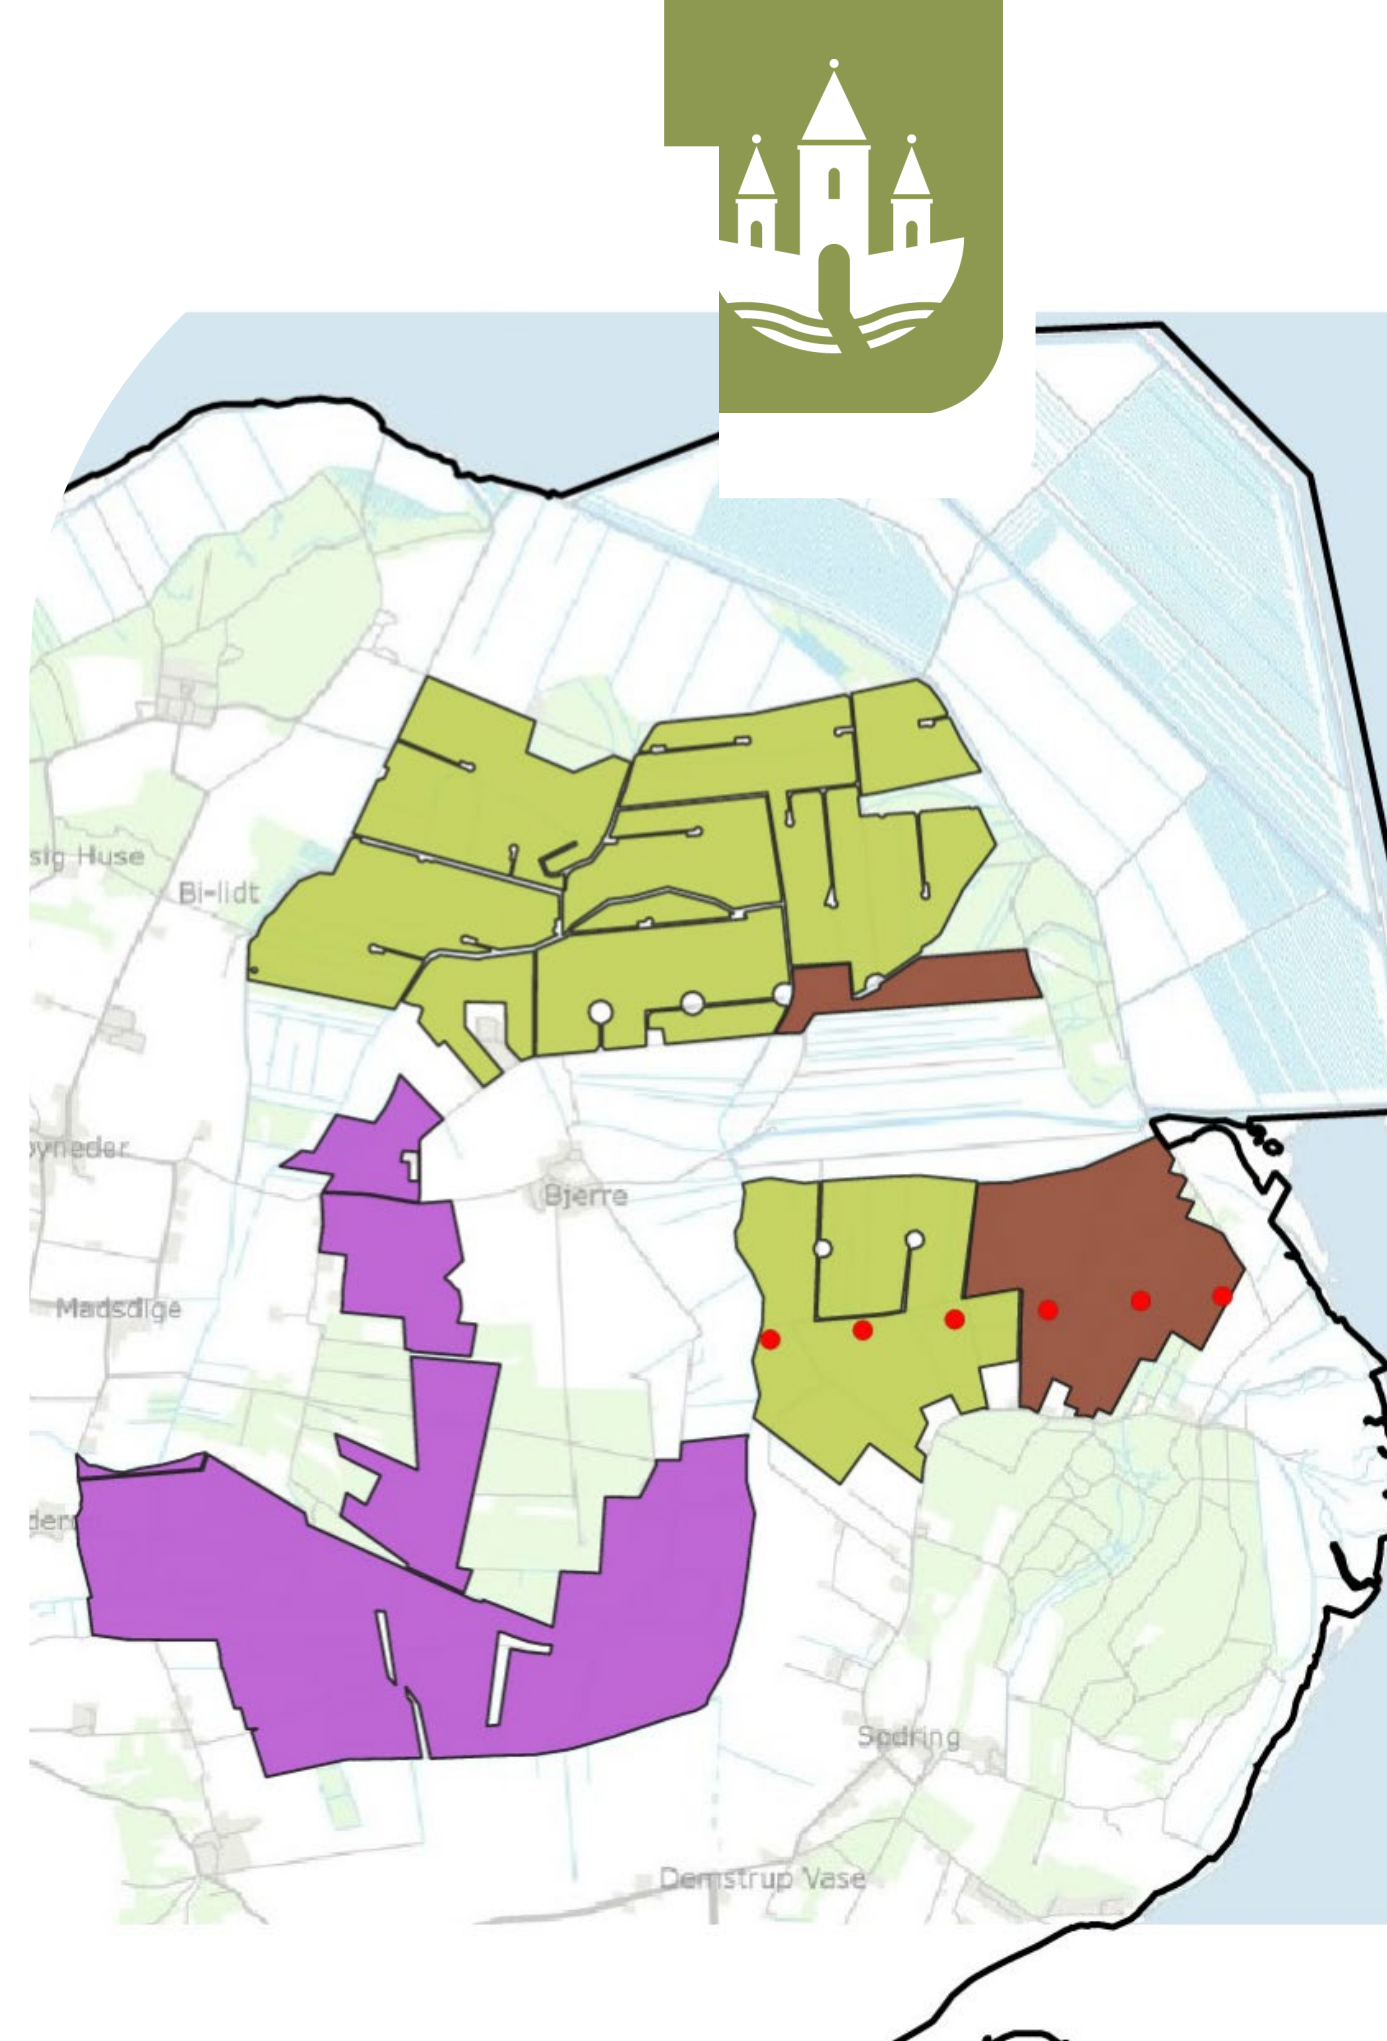 sig Huse
Bi-lidt
Bjerre
Madsdige
Sødring
Demstrup Vase